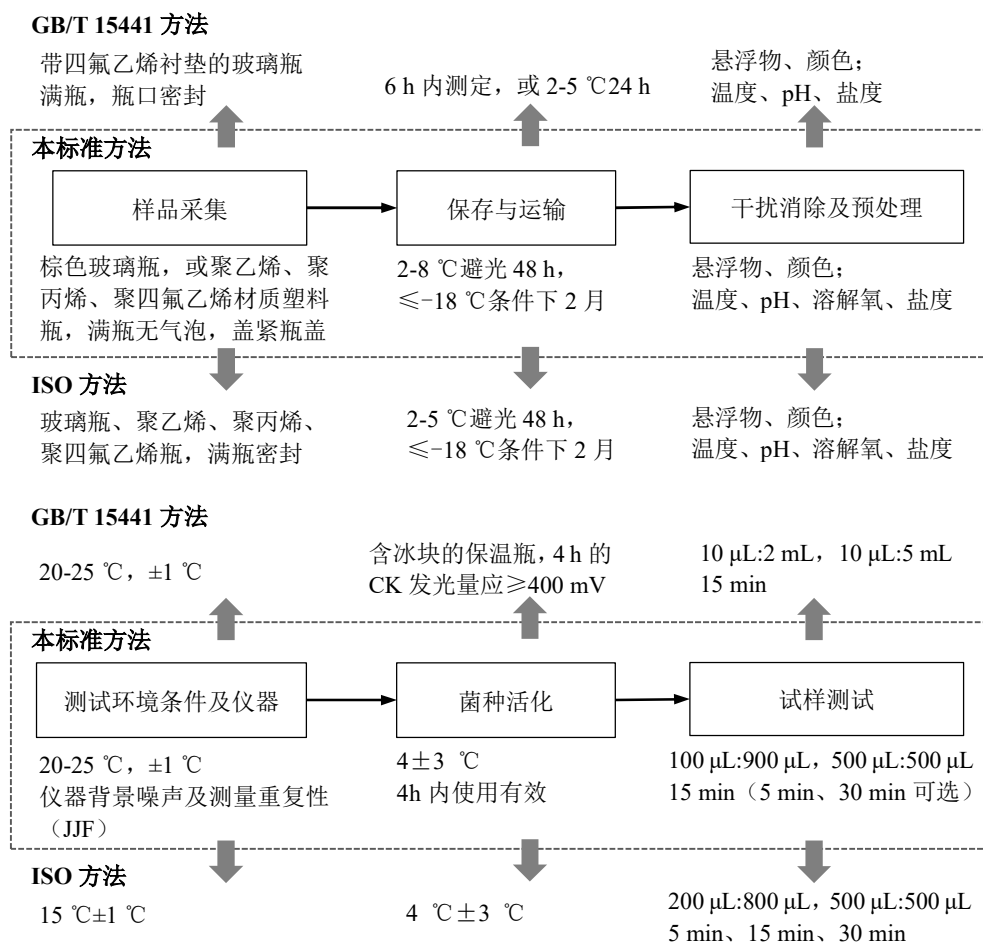 GB/T 15441 方法
带四氟乙烯衬垫的玻璃瓶
满瓶，瓶口密封
6 h 内测定，或 2-5 ℃24 h
悬浮物、颜色；
温度、pH、盐度
本标准方法
样品采集
保存与运输
干扰消除及预处理
棕色玻璃瓶，或聚乙烯、聚
丙烯、聚四氟乙烯材质塑料
瓶，满瓶无气泡，盖紧瓶盖
2-8 ℃避光 48 h，
≤-18 ℃条件下 2 月
悬浮物、颜色；
温度、pH、溶解氧、盐度
ISO 方法
玻璃瓶、聚乙烯、聚丙烯、
聚四氟乙烯瓶，满瓶密封
2-5 ℃避光 48 h，
≤-18 ℃条件下 2 月
悬浮物、颜色；
温度、pH、溶解氧、盐度
GB/T 15441 方法
20-25 ℃，±1 ℃
含冰块的保温瓶，4 h 的
CK 发光量应≥400 mV
10 μL:2 mL，10 μL:5 mL
15 min
本标准方法
测试环境条件及仪器
菌种活化
试样测试
20-25 ℃，±1 ℃
仪器背景噪声及测量重复性
（JJF）
4±3 ℃
4h 内使用有效
100 μL:900 μL，500 μL:500 μL
15 min（5 min、30 min 可选）
ISO 方法
15 ℃±1 ℃
4 ℃±3 ℃
200 μL:800 μL，500 μL:500 μL
5 min、15 min、30 min